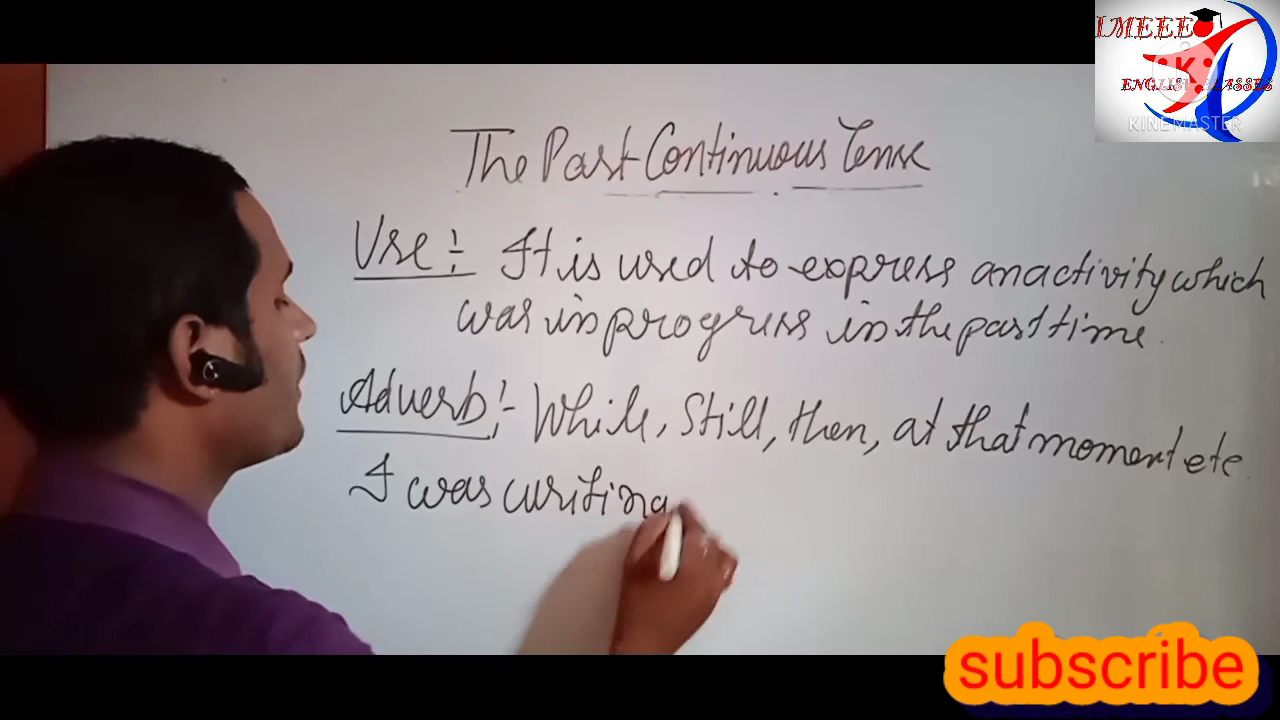 IMEEE
ENGLISH CLASSES
KINEMASTER
The Past Continuous Tense
Use :- It is used to express an activity which
was in progress in the past time.
Adverb :- While, Still, then, at that moment etc
I was writing
subscribe